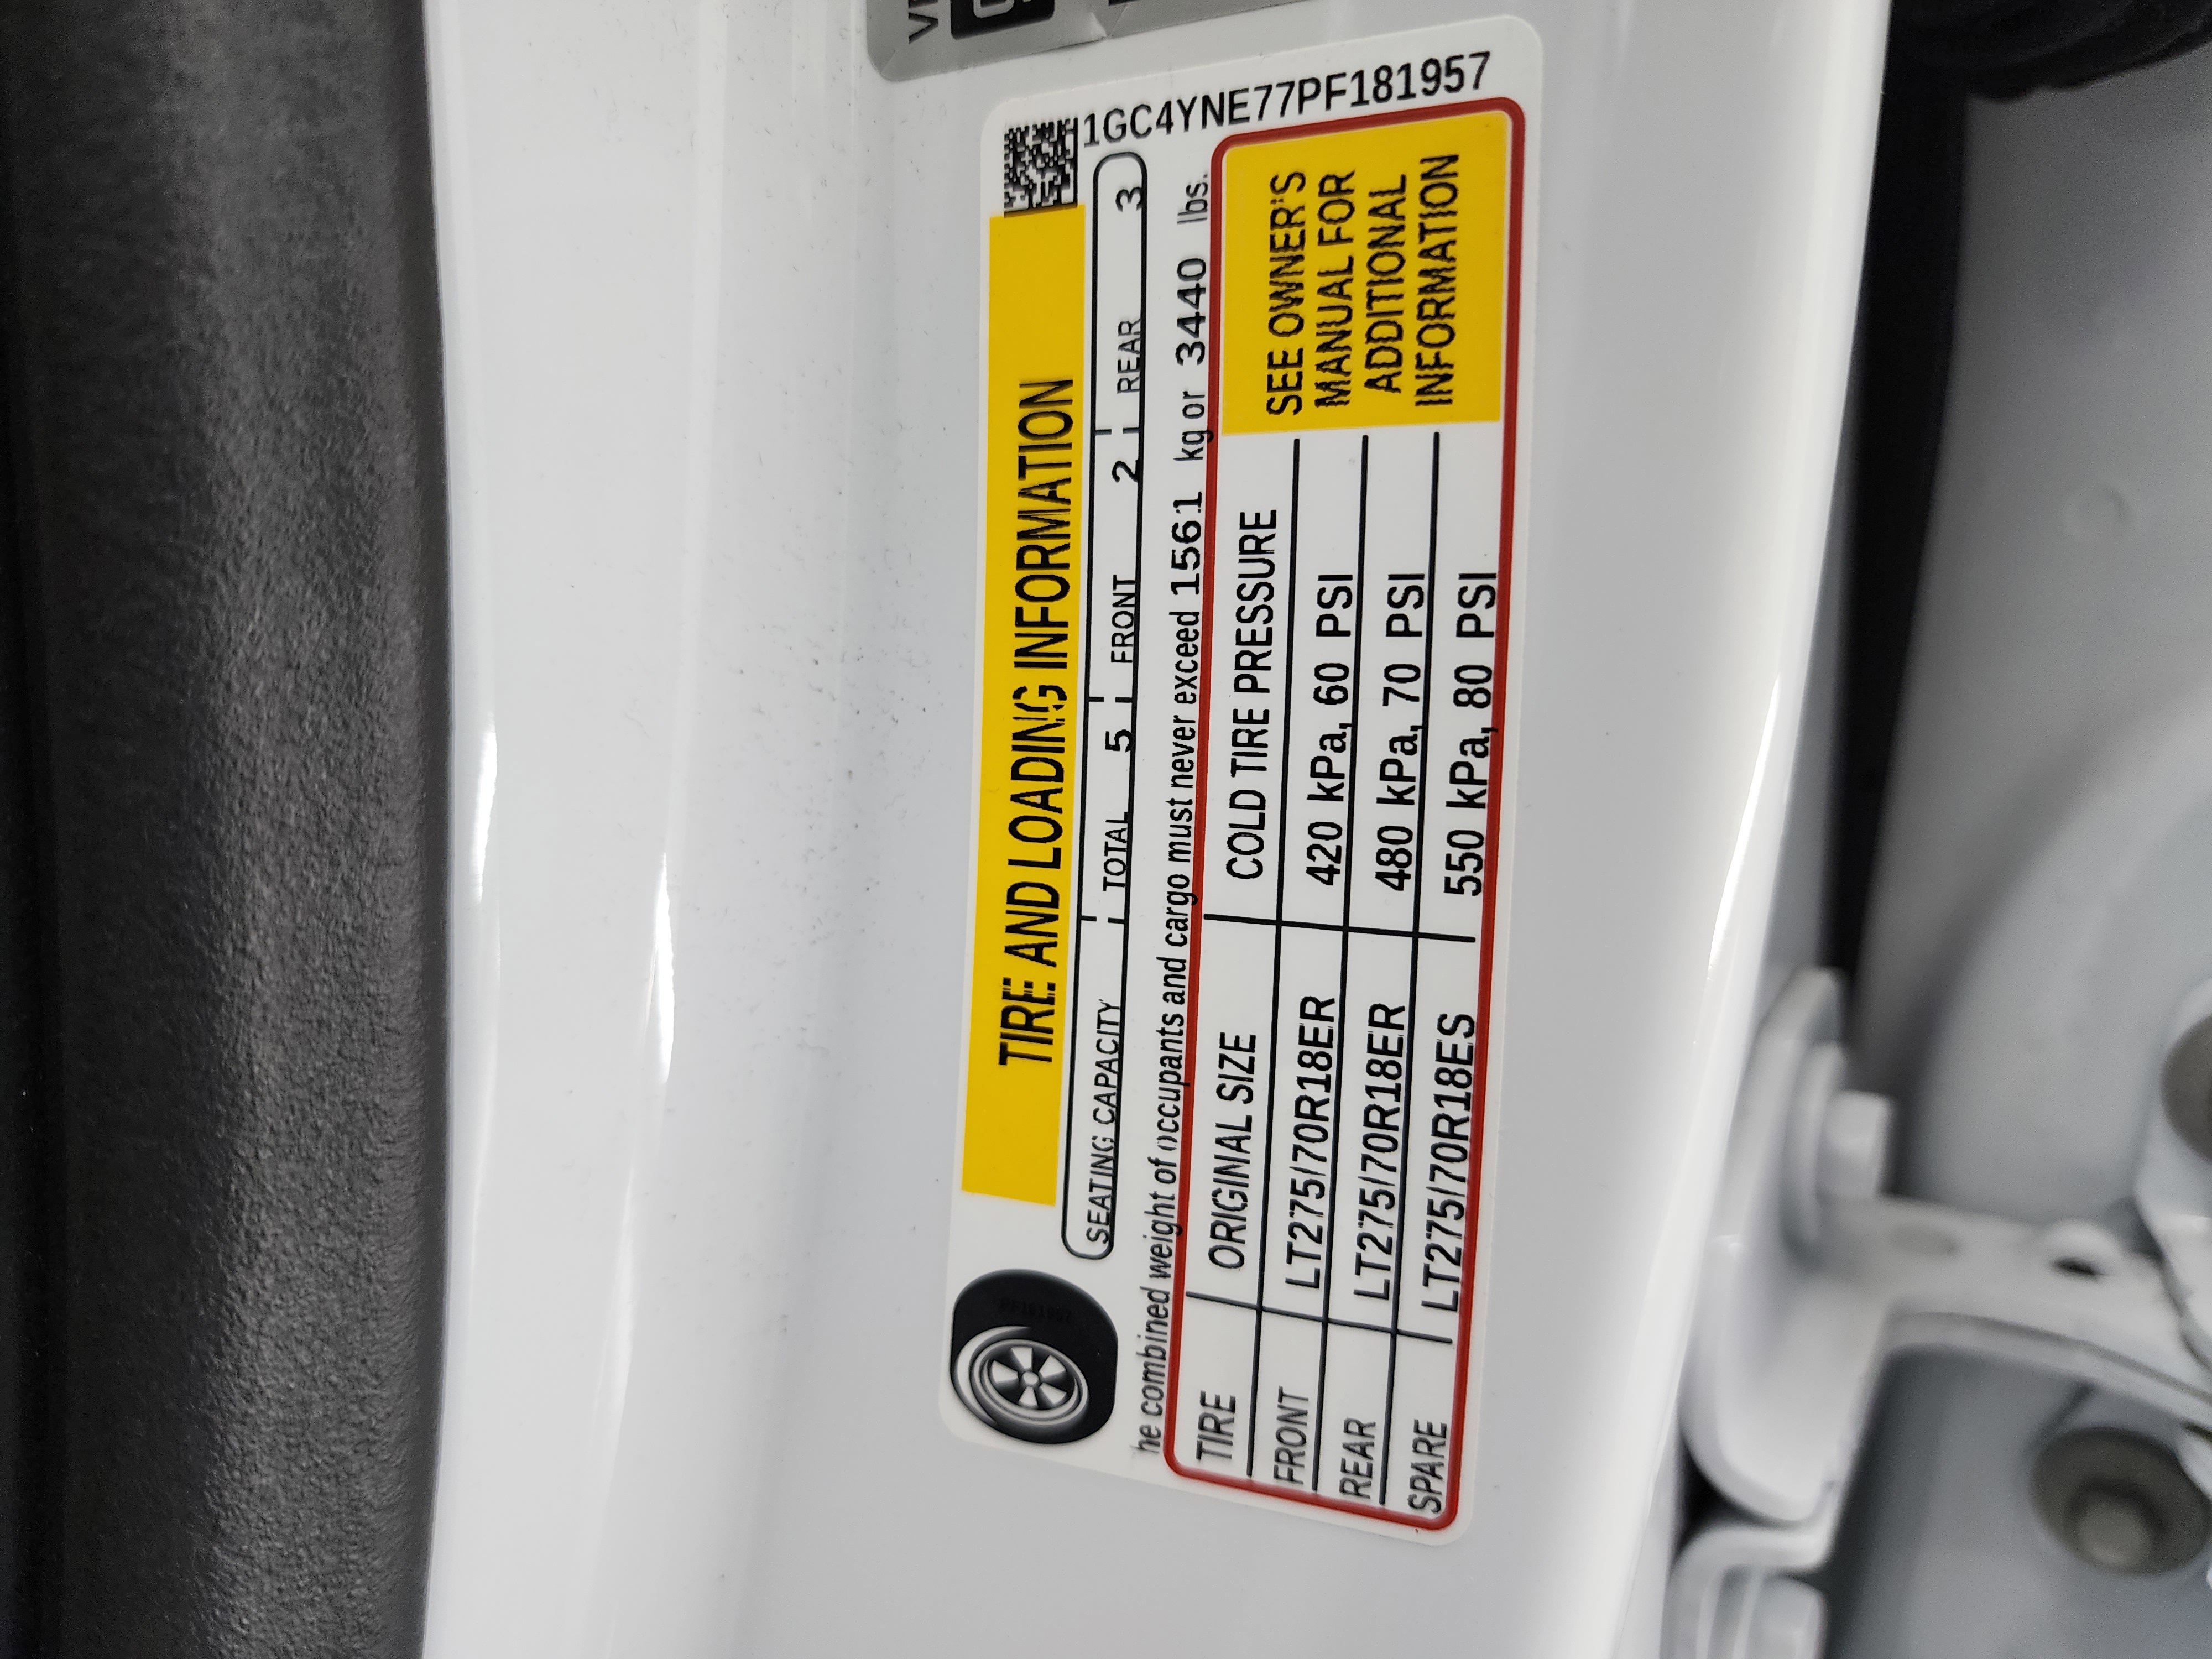 1GC4YNE77PF181957
TIRE AND LOADING INFORMATION
SEATING CAPACITY TOTAL 5 FRONT 2 REAR 3
he combined weight of occupants and cargo must never exceed 1561 kg or 3440 lbs.
TIRE ORIGINAL SIZE COLD TIRE PRESSURE
FRONT LT275/70R18ER 420 kPa, 60 PSI
REAR LT275/70R18ER 480 kPa, 70 PSI
SPARE LT275/70R18ES 550 kPa, 80 PSI
SEE OWNER'S
MANUAL FOR
ADDITIONAL
INFORMATION